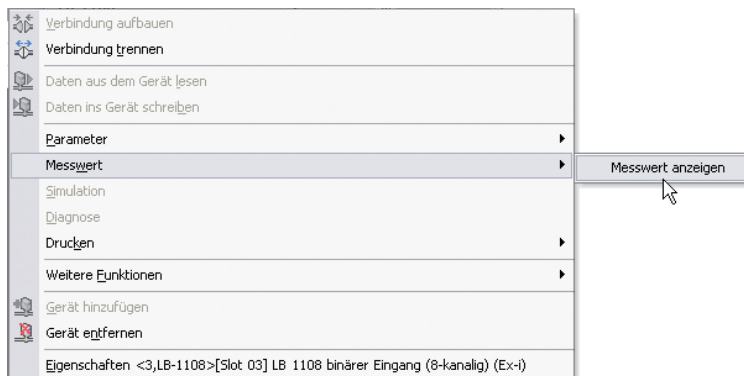 Verbindung aufbauen
Verbindung trennen
Daten aus dem Gerät lesen
Daten ins Gerät schreiben
Parameter
Messwert
Messwert anzeigen
Simulation
Diagnose
Drucken
Weitere Funktionen
Gerät hinzufügen
Gerät entfernen
Eigenschaften <3,LB-1108>[Slot 03] LB 1108 binärer Eingang (8-kanalig) (Ex-i)